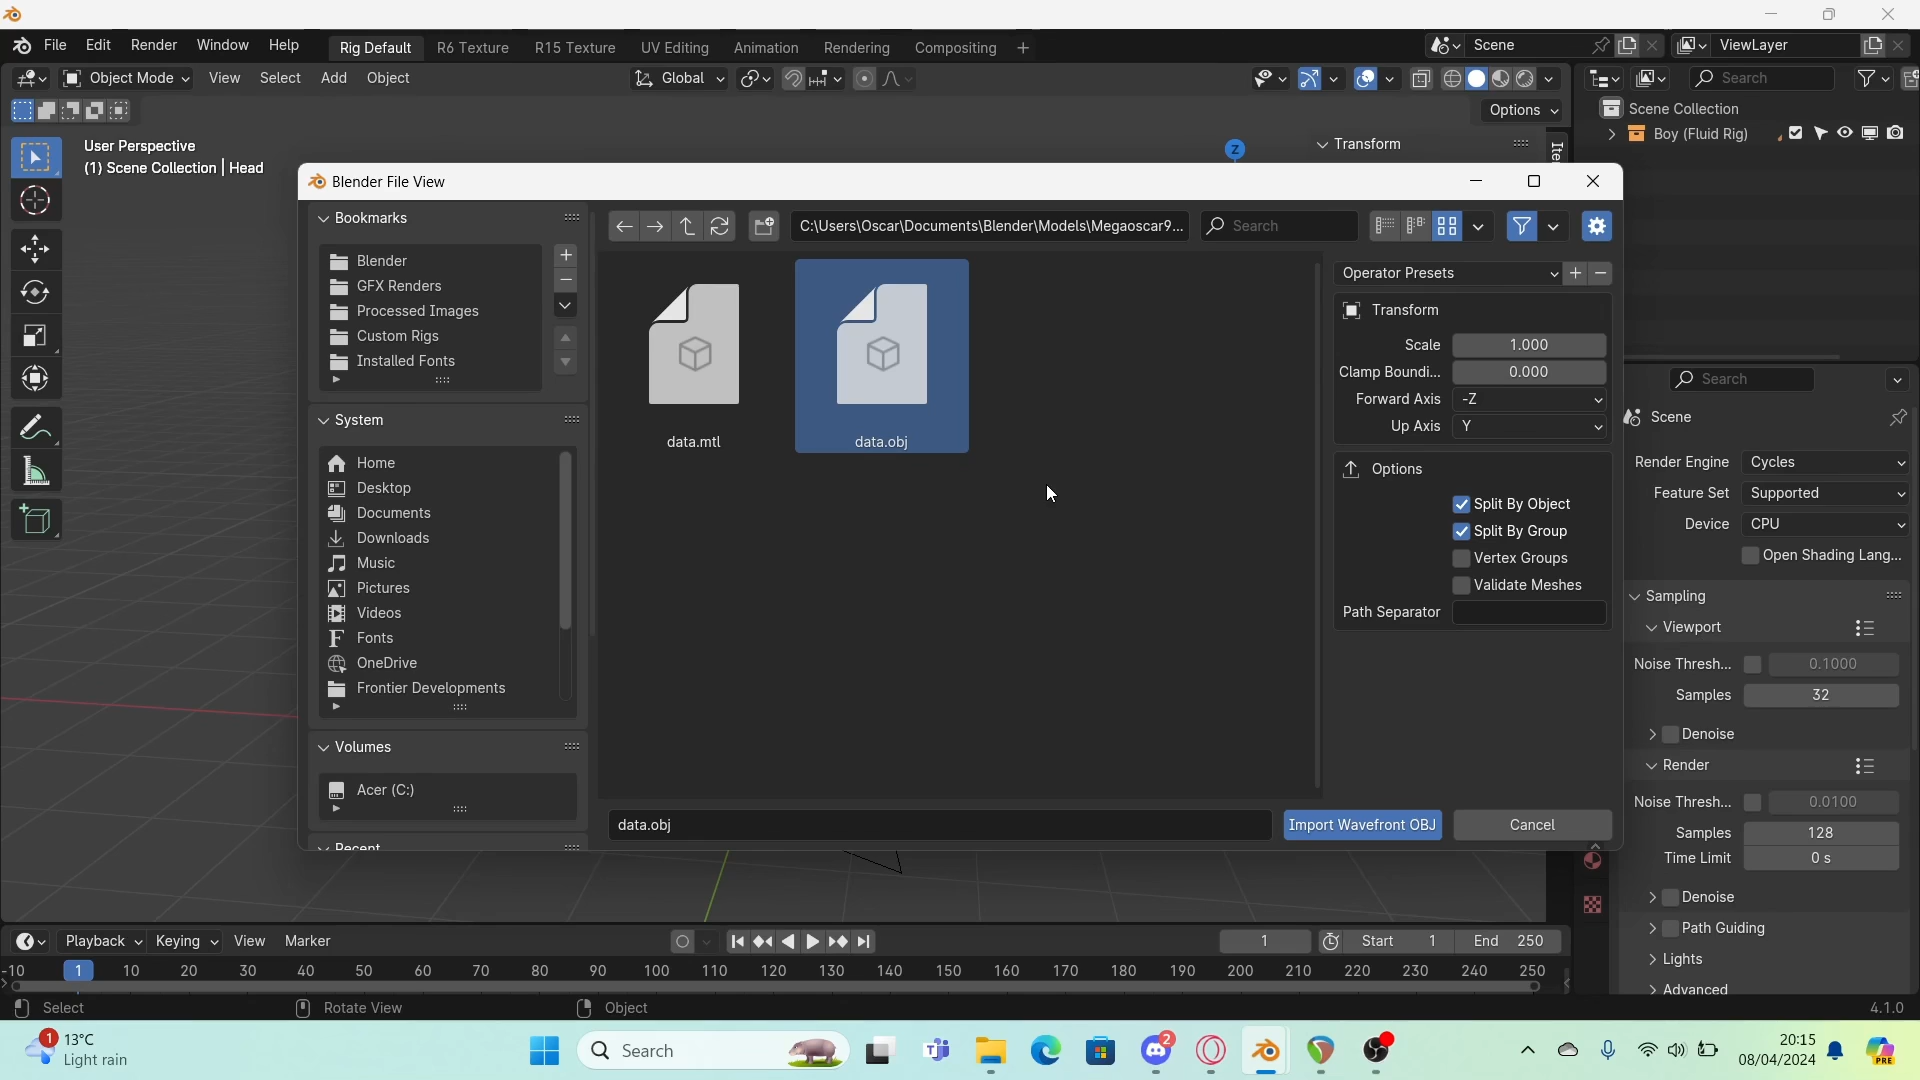 File Edit Render Window Help Rig Default R6 Texture R15 Texture UV Editing Animation Rendering Compositing + Scene ViewLayer
Object Mode View Select Add Object Global Search
Options
User Perspective
(1) Scene Collection | Head
Z
Transform
Scene Collection
Boy (Fluid Rig)
Blender File View
Bookmarks
C:\Users\Oscar\Documents\Blender\Models\Megaoscar9... Search
Blender
GFX Renders
Processed Images
Custom Rigs
Installed Fonts
System
Home
Desktop
Documents
Downloads
Music
Pictures
Videos
Fonts
OneDrive
Frontier Developments
Volumes
Acer (C:)
Recent
data.mtl data.obj
Operator Presets
Transform
Scale 1.000
Clamp Boundi... 0.000
Forward Axis -Z
Up Axis Y
Options
Split By Object
Split By Group
Vertex Groups
Validate Meshes
Path Separator
data.obj Import Wavefront OBJ Cancel
Search
Scene
Render Engine Cycles
Feature Set Supported
Device CPU
Open Shading Lang...
Sampling
Viewport
Noise Thresh... 0.1000
Samples 32
Denoise
Render
Noise Thresh... 0.0100
Samples 128
Time Limit 0 s
Denoise
Path Guiding
Lights
Advanced
Playback Keying View Marker 1 Start 1 End 250
-10 1 10 20 30 40 50 60 70 80 90 100 110 120 130 140 150 160 170 180 190 200 210 220 230 240 250
Select Rotate View Object 4.1.0
1 13°C
Light rain
Search
2
20:15
08/04/2024
PRE